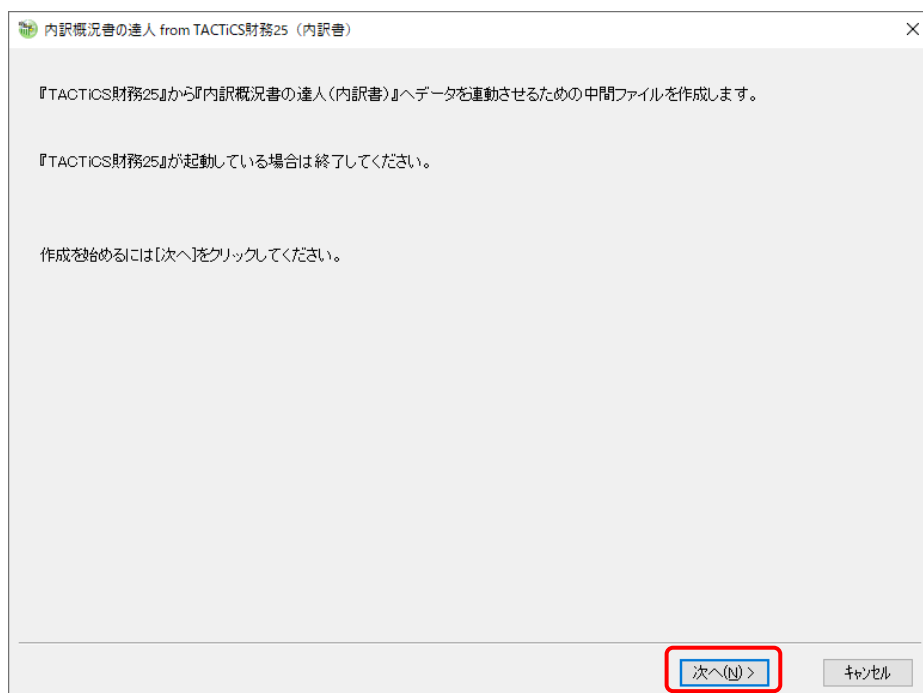 内訳概況書の達人 from TACTiCS財務25（内訳書）
『TACTiCS財務25』から『内訳概況書の達人（内訳書）』へデータを連動させるための中間ファイルを作成します。
『TACTiCS財務25』が起動している場合は終了してください。
作成を始めるには[次へ]をクリックしてください。
次へ(N) >
キャンセル